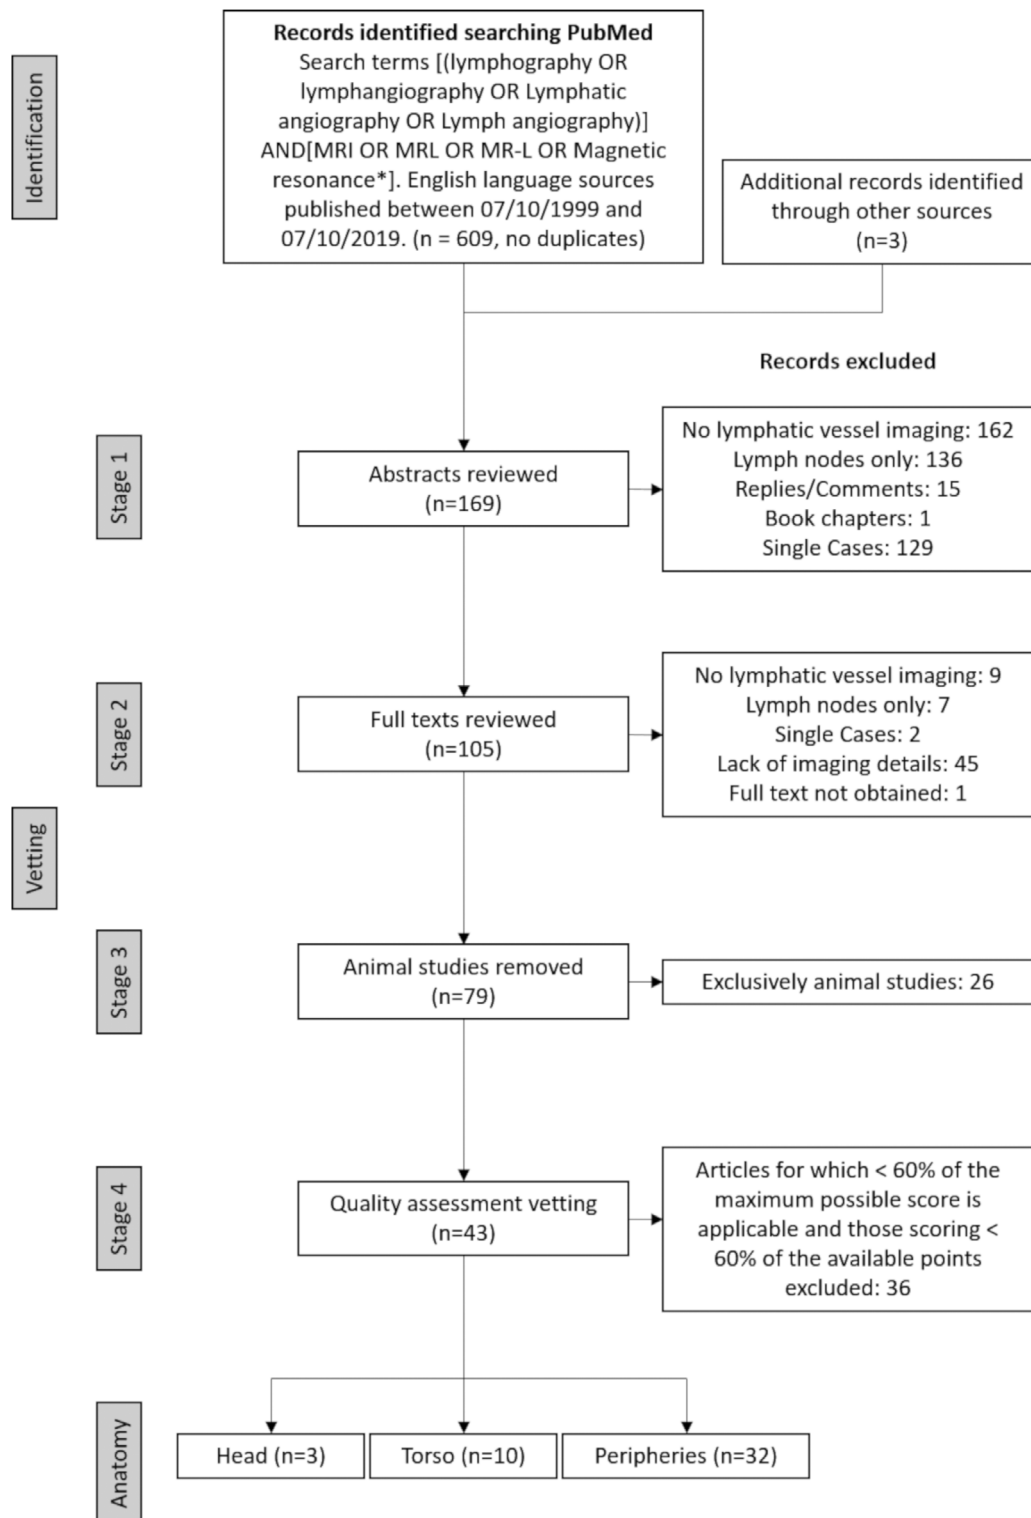 Identification
Records identified searching PubMed
Search terms [(lymphography OR
lymphangiography OR Lymphatic
angiography OR Lymph angiography)]
AND[MRI OR MRL OR MR-L OR Magnetic
resonance*]. English language sources
published between 07/10/1999 and
07/10/2019. (n = 609, no duplicates)
Additional records identified
through other sources
(n=3)
Records excluded
Stage 1
Abstracts reviewed
(n=169)
No lymphatic vessel imaging: 162
Lymph nodes only: 136
Replies/Comments: 15
Book chapters: 1
Single Cases: 129
Stage 2
Full texts reviewed
(n=105)
No lymphatic vessel imaging: 9
Lymph nodes only: 7
Single Cases: 2
Lack of imaging details: 45
Full text not obtained: 1
Vetting
Stage 3
Animal studies removed
(n=79)
Exclusively animal studies: 26
Stage 4
Quality assessment vetting
(n=43)
Articles for which < 60% of the
maximum possible score is
applicable and those scoring <
60% of the available points
excluded: 36
Anatomy
Head (n=3)
Torso (n=10)
Peripheries (n=32)